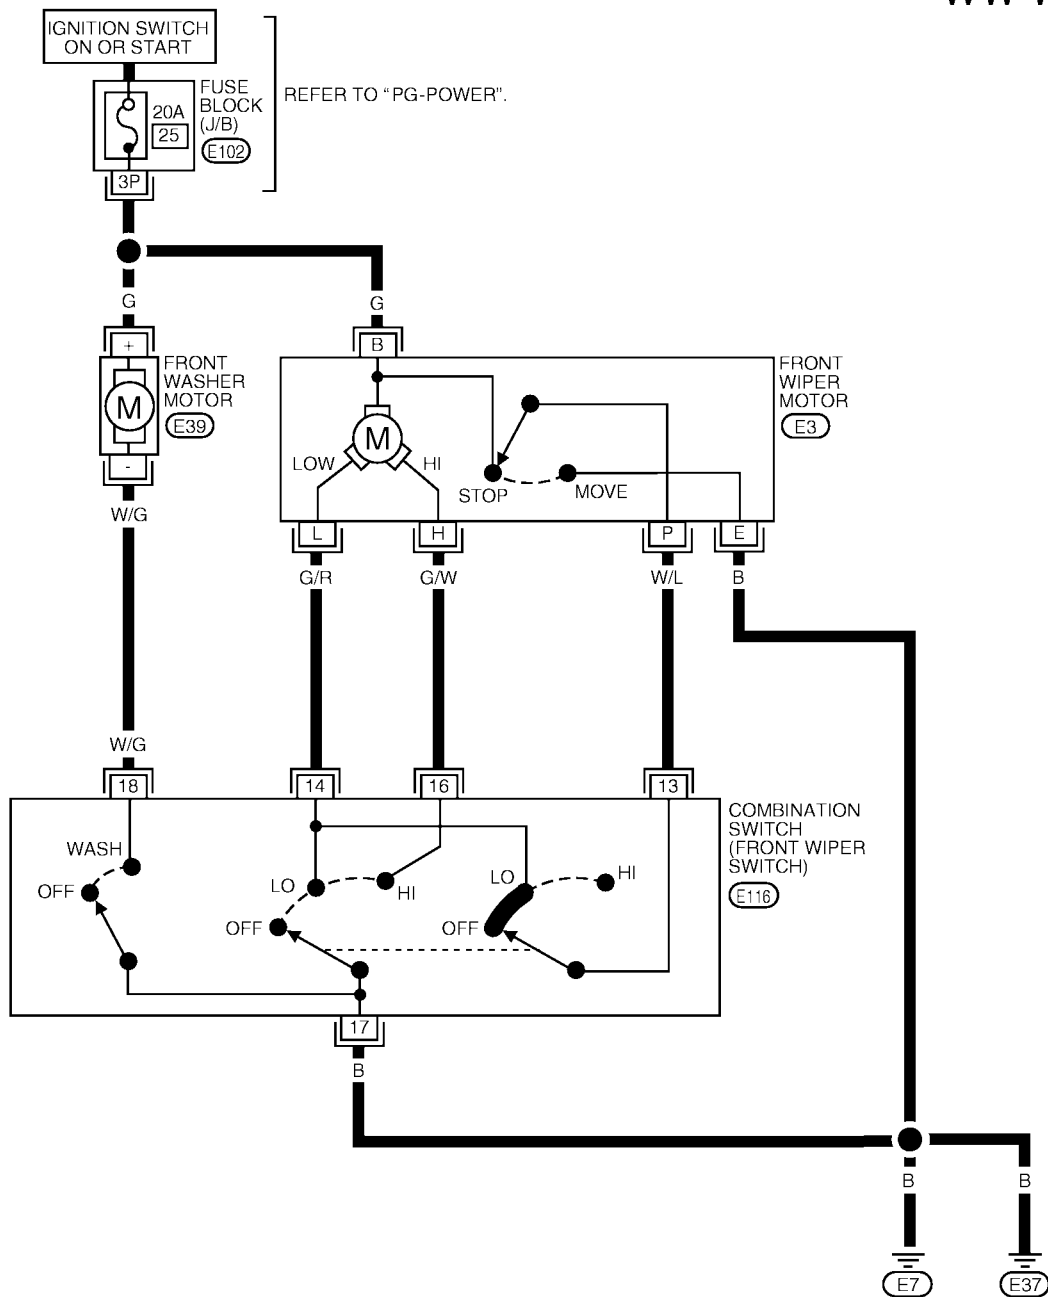 IGNITION SWITCH
ON OR START
FUSE
BLOCK
(J/B)
E102
20A
25
REFER TO “PG-POWER”.
3P
G
G
+
FRONT
WASHER
MOTOR
E39
M
-
W/G
B
FRONT
WIPER
MOTOR
E3
M
LOW
HI
STOP
MOVE
L
H
P
E
G/R
G/W
W/L
B
W/G
18
14
16
13
COMBINATION
SWITCH
(FRONT WIPER
SWITCH)
E116
WASH
OFF
LO
HI
OFF
LO
HI
OFF
17
B
B
B
E7
E37